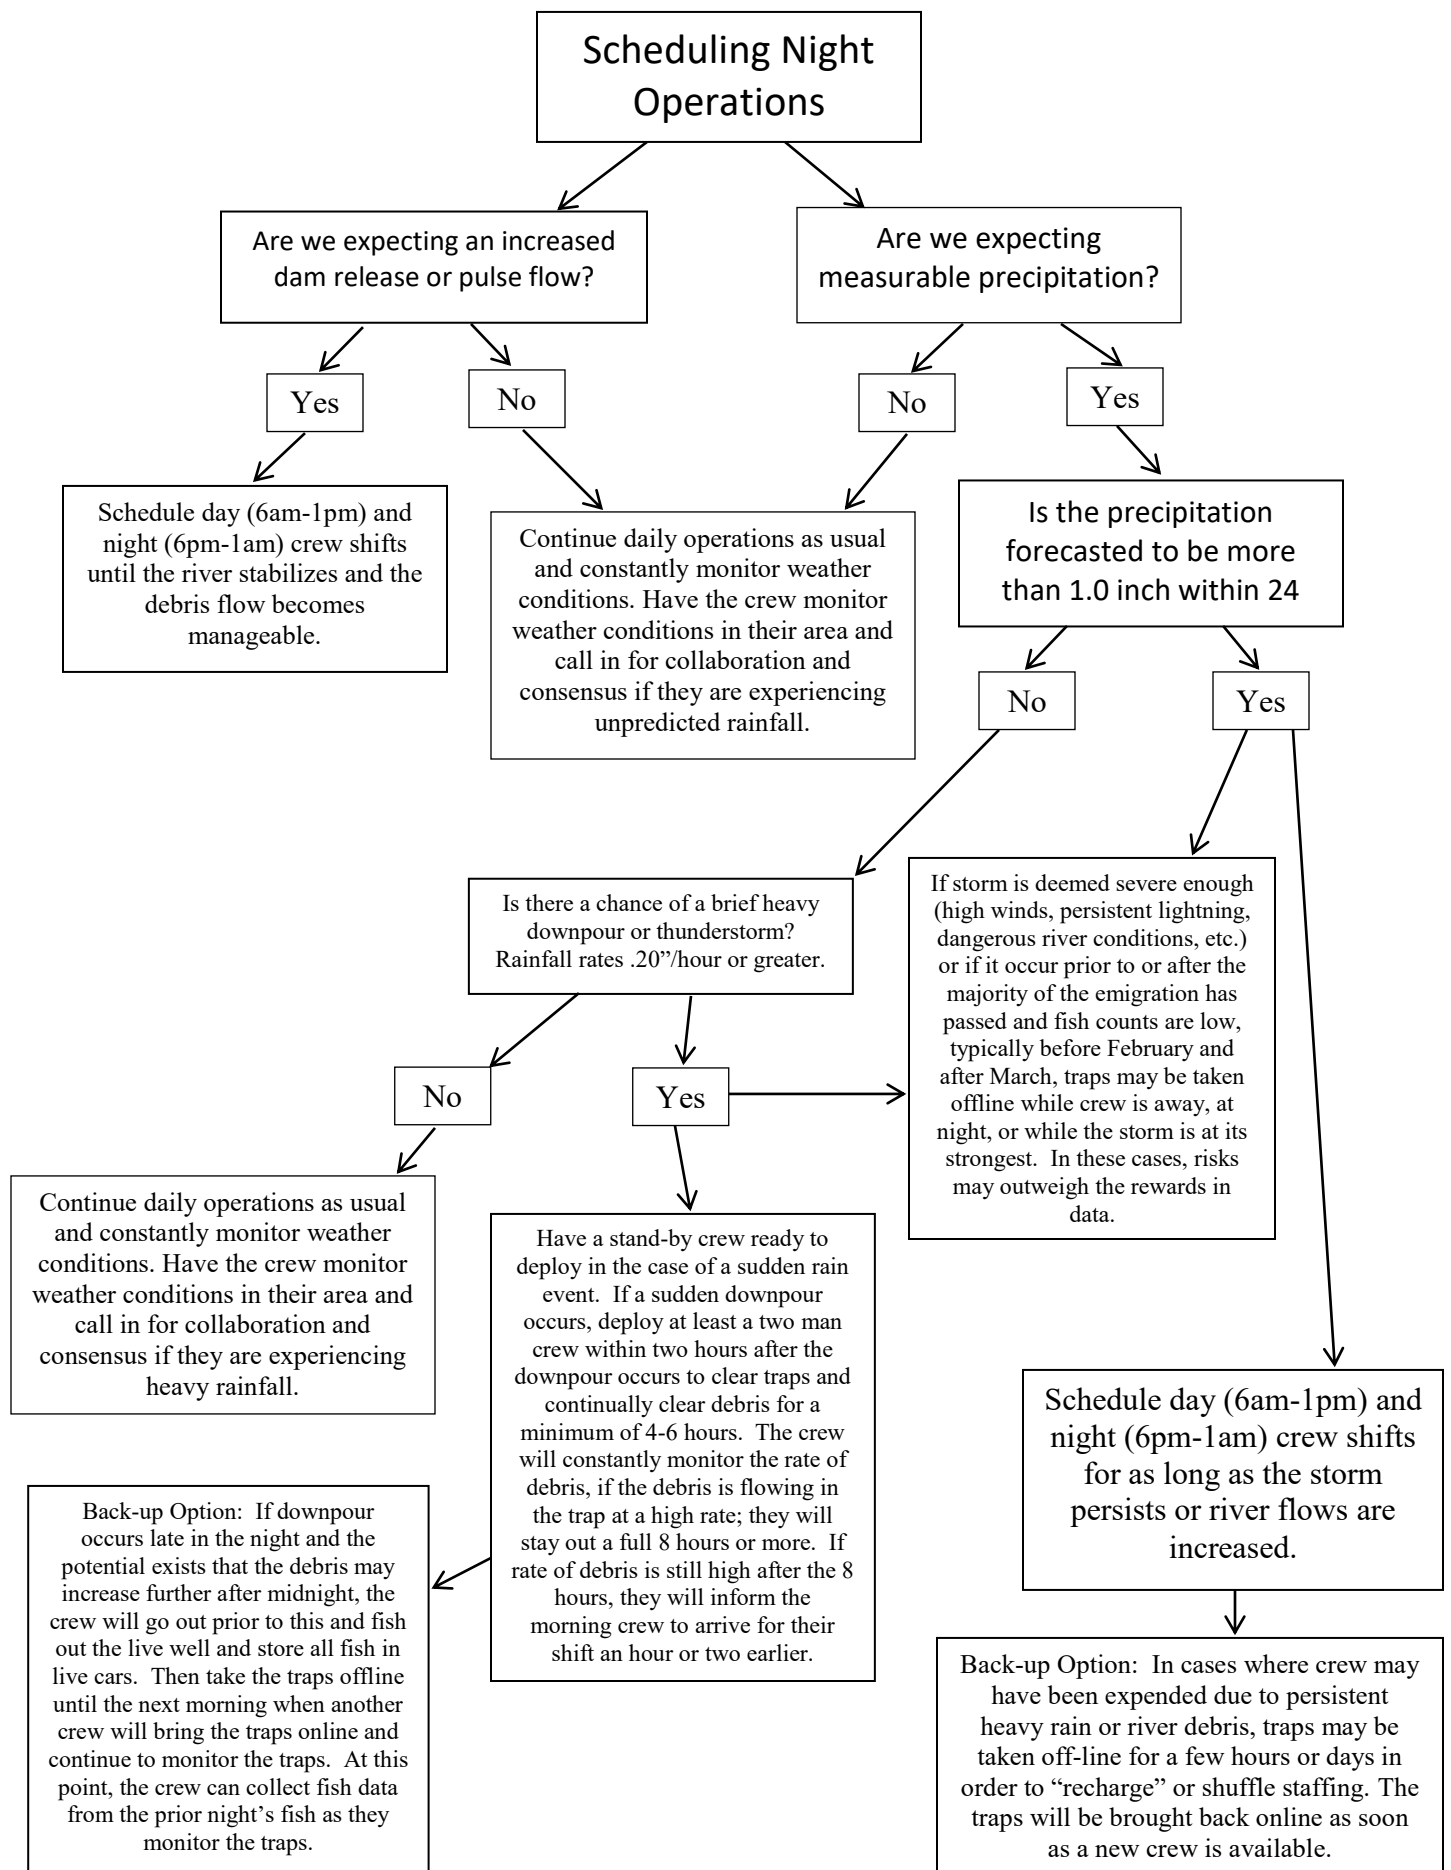 Scheduling Night
Operations
Are we expecting an increased
dam release or pulse flow?
Are we expecting
measurable precipitation?
Yes
No
No
Yes
Schedule day (6am-1pm) and
night (6pm-1am) crew shifts
until the river stabilizes and the
debris flow becomes
manageable.
Continue daily operations as usual
and constantly monitor weather
conditions. Have the crew monitor
weather conditions in their area and
call in for collaboration and
consensus if they are experiencing
unpredicted rainfall.
Is the precipitation
forecasted to be more
than 1.0 inch within 24
No
Yes
Is there a chance of a brief heavy
downpour or thunderstorm?
Rainfall rates .20”/hour or greater.
If storm is deemed severe enough
(high winds, persistent lightning,
dangerous river conditions, etc.)
or if it occur prior to or after the
majority of the emigration has
passed and fish counts are low,
typically before February and
after March, traps may be taken
offline while crew is away, at
night, or while the storm is at its
strongest.  In these cases, risks
may outweigh the rewards in
data.
No
Yes
Continue daily operations as usual
and constantly monitor weather
conditions. Have the crew monitor
weather conditions in their area and
call in for collaboration and
consensus if they are experiencing
heavy rainfall.
Have a stand-by crew ready to
deploy in the case of a sudden rain
event.  If a sudden downpour
occurs, deploy at least a two man
crew within two hours after the
downpour occurs to clear traps and
continually clear debris for a
minimum of 4-6 hours.  The crew
will constantly monitor the rate of
debris, if the debris is flowing in
the trap at a high rate; they will
stay out a full 8 hours or more.  If
rate of debris is still high after the 8
hours, they will inform the
morning crew to arrive for their
shift an hour or two earlier.
Schedule day (6am-1pm) and
night (6pm-1am) crew shifts
for as long as the storm
persists or river flows are
increased.
Back-up Option:  If downpour
occurs late in the night and the
potential exists that the debris may
increase further after midnight, the
crew will go out prior to this and fish
out the live well and store all fish in
live cars.  Then take the traps offline
until the next morning when another
crew will bring the traps online and
continue to monitor the traps.  At this
point, the crew can collect fish data
from the prior night’s fish as they
monitor the traps.
Back-up Option:  In cases where crew may
have been expended due to persistent
heavy rain or river debris, traps may be
taken off-line for a few hours or days in
order to “recharge” or shuffle staffing. The
traps will be brought back online as soon
as a new crew is available.